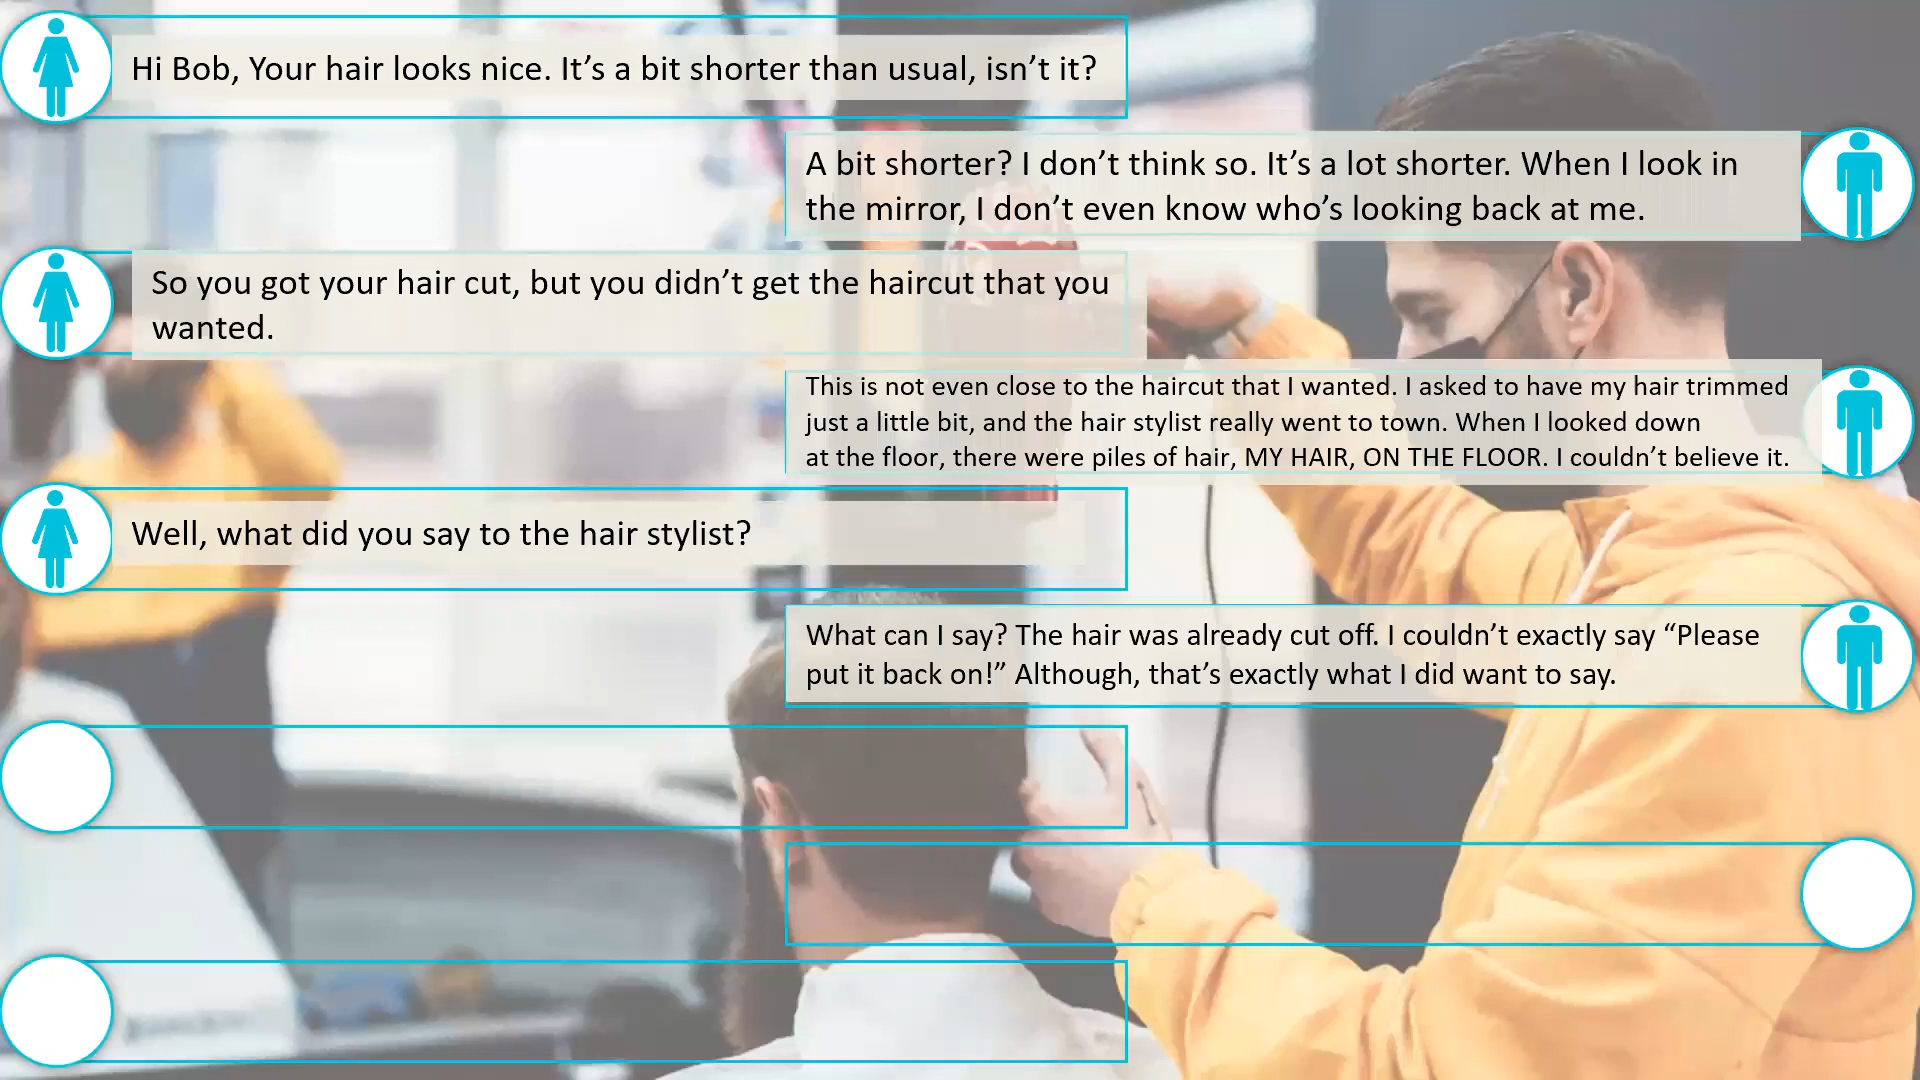 Hi Bob, Your hair looks nice. It’s a bit shorter than usual, isn’t it?
A bit shorter? I don’t think so. It’s a lot shorter. When I look in
the mirror, I don’t even know who’s looking back at me.
So you got your hair cut, but you didn’t get the haircut that you
wanted.
This is not even close to the haircut that I wanted. I asked to have my hair trimmed
just a little bit, and the hair stylist really went to town. When I looked down
at the floor, there were piles of hair, MY HAIR, ON THE FLOOR. I couldn’t believe it.
Well, what did you say to the hair stylist?
What can I say? The hair was already cut off. I couldn’t exactly say “Please
put it back on!” Although, that’s exactly what I did want to say.